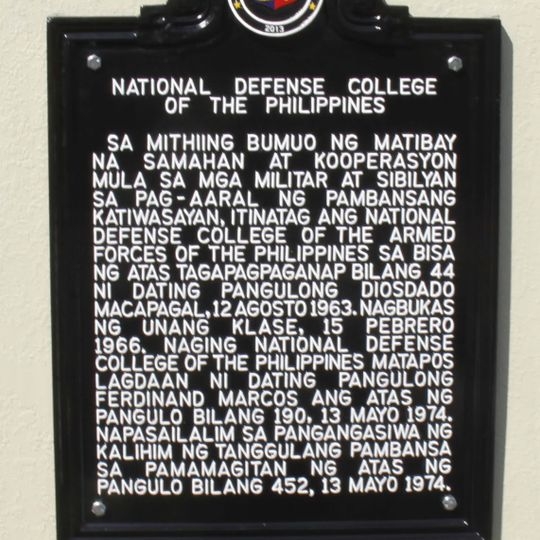 2013
NATIONAL DEFENSE COLLEGE
OF THE PHILIPPINES
SA MITHIING BUMUO NG MATIBAY
NA SAMAHAN AT KOOPERASYON
MULA SA MGA MILITAR AT SIBILYAN
SA PAG-AARAL NG PAMBANSANG
KATIWASAYAN, ITINATAG ANG NATIONAL
DEFENSE COLLEGE OF THE ARMED
FORCES OF THE PHILIPPINES SA BISA
NG ATAS TAGAPAGPAGANAP BILANG 44
NI DATING PANGULONG DIOSDADO
MACAPAGAL, 12 AGOSTO 1963. NAGBUKAS
NG UNANG KLASE, 15 PEBRERO
1966. NAGING NATIONAL DEFENSE
COLLEGE OF THE PHILIPPINES MATAPOS
LAGDAAN NI DATING PANGULONG
FERDINAND MARCOS ANG ATAS NG
PANGULO BILANG 190, 13 MAYO 1974.
NAPASAILALIM SA PANGANGASIWA NG
KALIHIM NG TANGGULANG PAMBANSA
SA PAMAMAGITAN NG ATAS NG
PANGULO BILANG 452, 13 MAYO 1974.